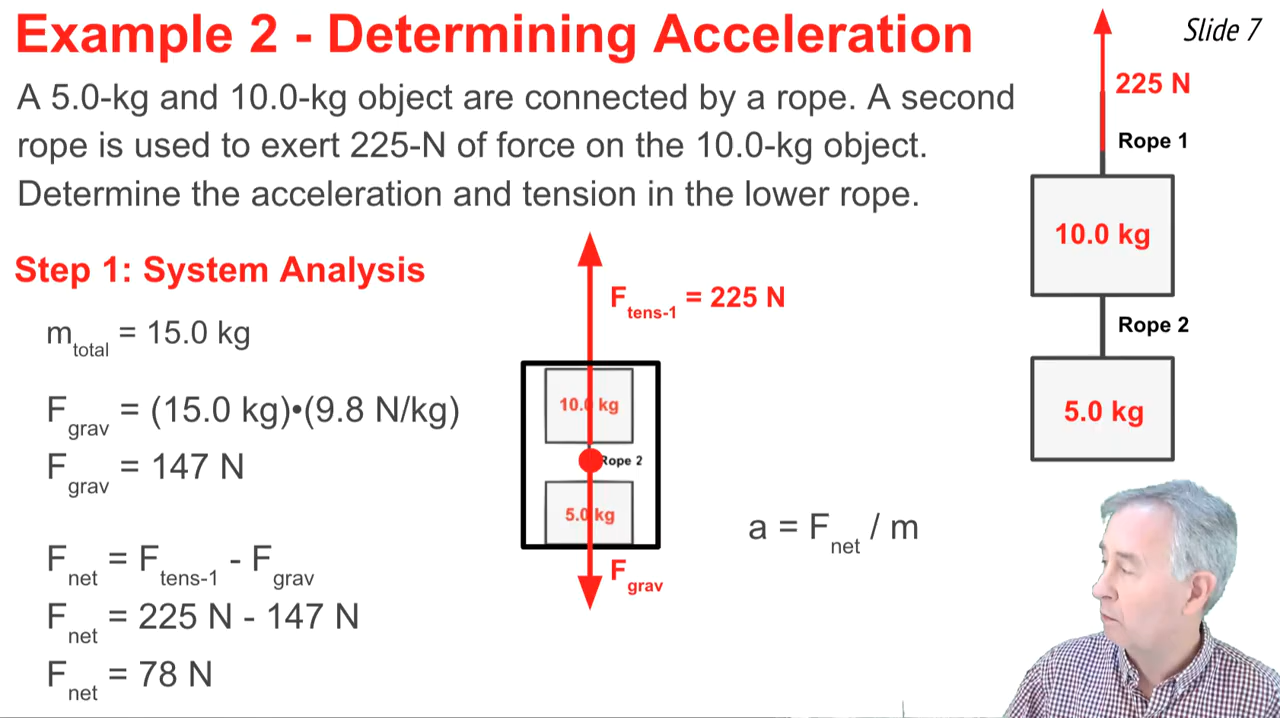 Example 2 - Determining Acceleration
Slide 7
A 5.0-kg and 10.0-kg object are connected by a rope. A second
rope is used to exert 225-N of force on the 10.0-kg object.
Determine the acceleration and tension in the lower rope.
225 N
Rope 1
10.0 kg
Rope 2
5.0 kg
Step 1: System Analysis
m_total = 15.0 kg
F_grav = (15.0 kg)•(9.8 N/kg)
F_grav = 147 N
F_net = F_tens-1 - F_grav
F_net = 225 N - 147 N
F_net = 78 N
F_tens-1 = 225 N
10.0 kg
Rope 2
5.0 kg
F_grav
a = F_net / m